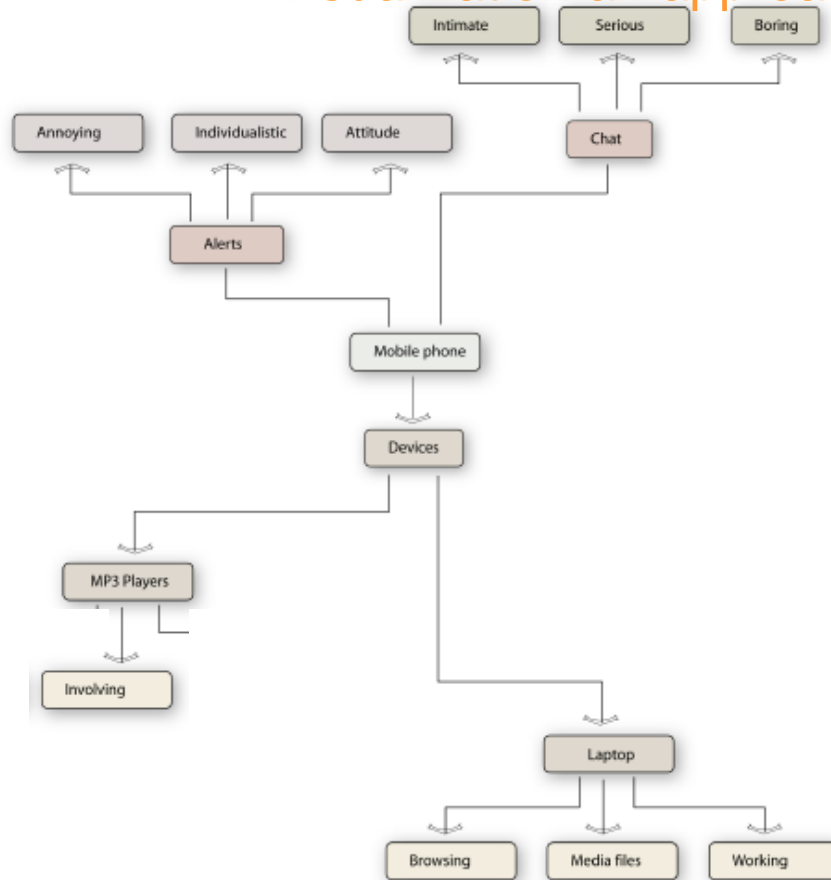 Intimate
Serious
Boring
Annoying
Individualistic
Attitude
Chat
Alerts
Mobile phone
Devices
MP3 Players
Involving
Laptop
Browsing
Media files
Working